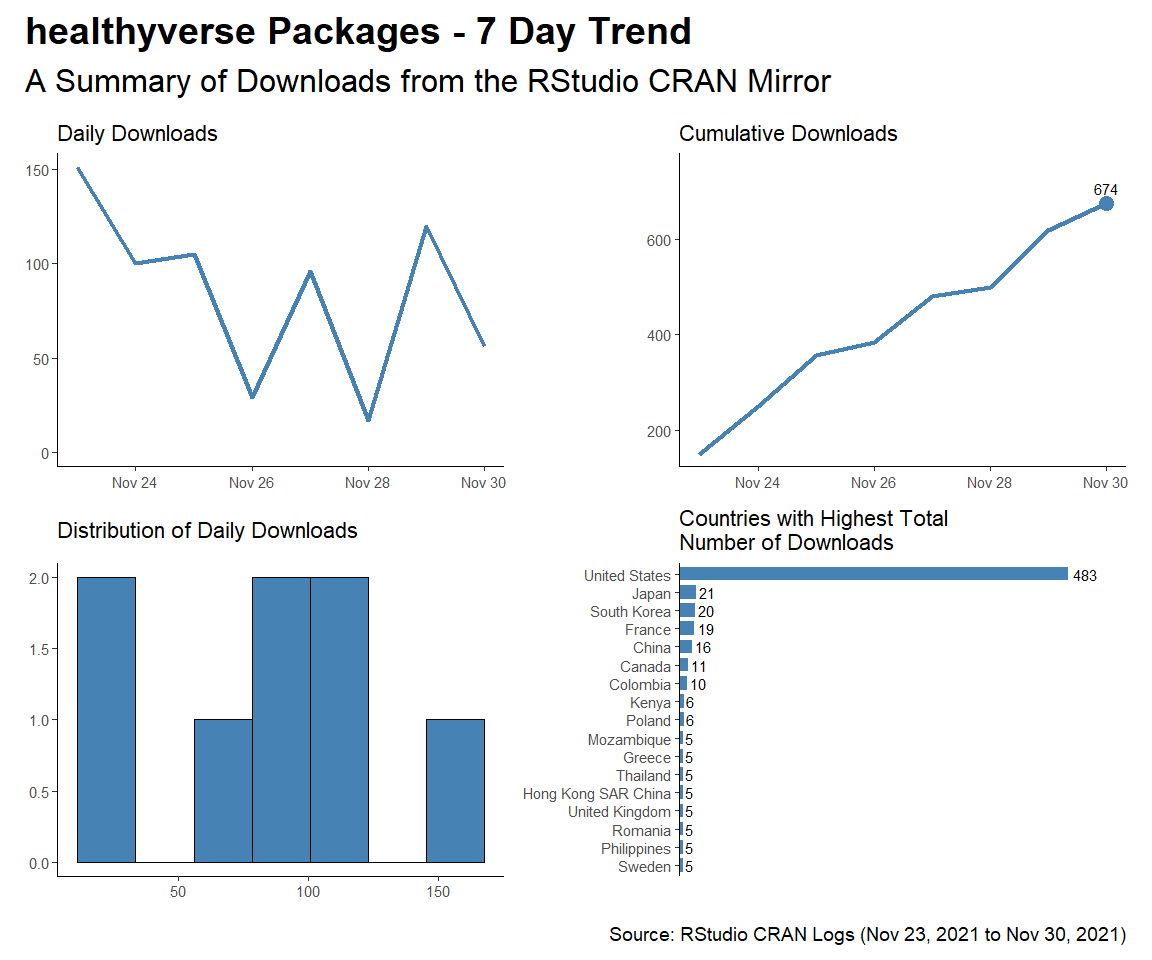 healthyverse Packages - 7 Day Trend
A Summary of Downloads from the RStudio CRAN Mirror
Daily Downloads
150
100
50
0
Nov 24 Nov 26 Nov 28 Nov 30
Cumulative Downloads
674
600
400
200
Nov 24 Nov 26 Nov 28 Nov 30
Distribution of Daily Downloads
2.0
1.5
1.0
0.5
0.0
50 100 150
Countries with Highest Total
Number of Downloads
United States 483
Japan 21
South Korea 20
France 19
China 16
Canada 11
Colombia 10
Kenya 6
Poland 6
Mozambique 5
Greece 5
Thailand 5
Hong Kong SAR China 5
United Kingdom 5
Romania 5
Philippines 5
Sweden 5
Source: RStudio CRAN Logs (Nov 23, 2021 to Nov 30, 2021)